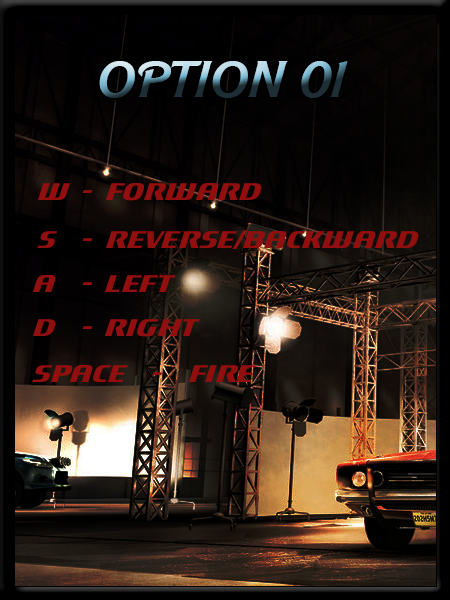 OPTION 01
W - FORWARD
S - REVERSE/BACKWARD
A - LEFT
D - RIGHT
SPACE - FIRE